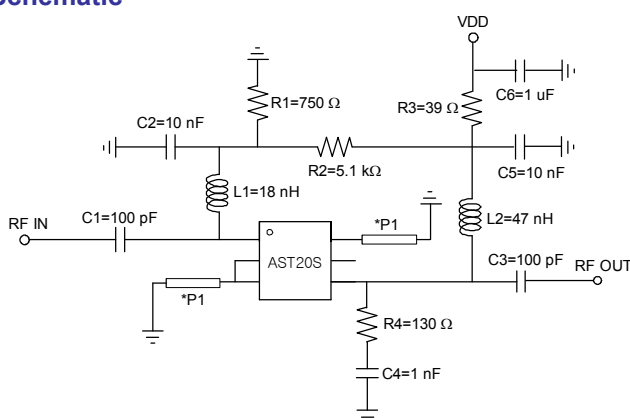 Schematic
VDD
C6=1 uF
R1=750 Ω
R3=39 Ω
C2=10 nF
R2=5.1 kΩ
C5=10 nF
L1=18 nH
L2=47 nH
RF IN
C1=100 pF
*P1
C3=100 pF
RF OUT
AST20S
*P1
R4=130 Ω
C4=1 nF